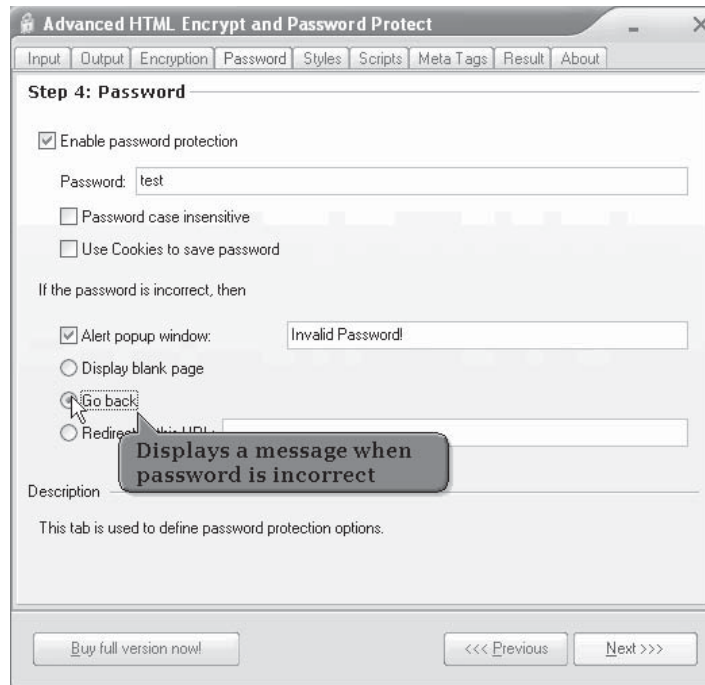 Advanced HTML Encrypt and Password Protect
Input Output Encryption Password Styles Scripts Meta Tags Result About
Step 4: Password
Enable password protection
Password: test
Password case insensitive
Use Cookies to save password
If the password is incorrect, then
Alert popup window: Invalid Password!
Display blank page
Go back
Redirect this URL:
Displays a message when
password is incorrect
Description
This tab is used to define password protection options.
Buy full version now! <<< Previous Next >>>